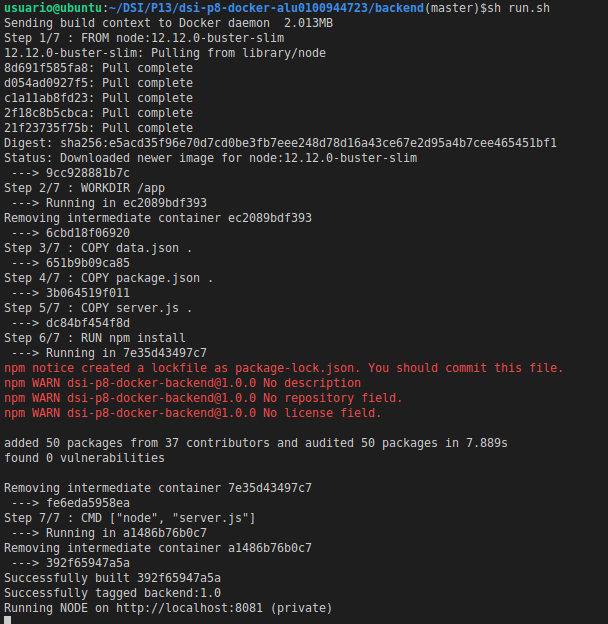 usuario@ubuntu:~/DSI/P13/dsi-p8-docker-alu0100944723/backend(master)$sh run.sh
Sending build context to Docker daemon  2.013MB
Step 1/7 : FROM node:12.12.0-buster-slim
12.12.0-buster-slim: Pulling from library/node
8d691f585fa8: Pull complete
d054ad0927f5: Pull complete
c1a11ab8fd23: Pull complete
2f18c8b5cbca: Pull complete
21f23735f75b: Pull complete
Digest: sha256:e5acd35f96e70d7cd0be3fb7eee248d78d16a43ce67e2d95a4b7cee465451bf1
Status: Downloaded newer image for node:12.12.0-buster-slim
 ---> 9cc928881b7c
Step 2/7 : WORKDIR /app
 ---> Running in ec2089bdf393
Removing intermediate container ec2089bdf393
 ---> 6cbd18f06920
Step 3/7 : COPY data.json .
 ---> 651b9b09ca85
Step 4/7 : COPY package.json .
 ---> 3b064519f011
Step 5/7 : COPY server.js .
 ---> dc84bf454f8d
Step 6/7 : RUN npm install
 ---> Running in 7e35d43497c7
npm notice created a lockfile as package-lock.json. You should commit this file.
npm WARN dsi-p8-docker-backend@1.0.0 No description
npm WARN dsi-p8-docker-backend@1.0.0 No repository field.
npm WARN dsi-p8-docker-backend@1.0.0 No license field.
added 50 packages from 37 contributors and audited 50 packages in 7.889s
found 0 vulnerabilities
Removing intermediate container 7e35d43497c7
 ---> fe6eda5958ea
Step 7/7 : CMD ["node", "server.js"]
 ---> Running in a1486b76b0c7
Removing intermediate container a1486b76b0c7
 ---> 392f65947a5a
Successfully built 392f65947a5a
Successfully tagged backend:1.0
Running NODE on http://localhost:8081 (private)